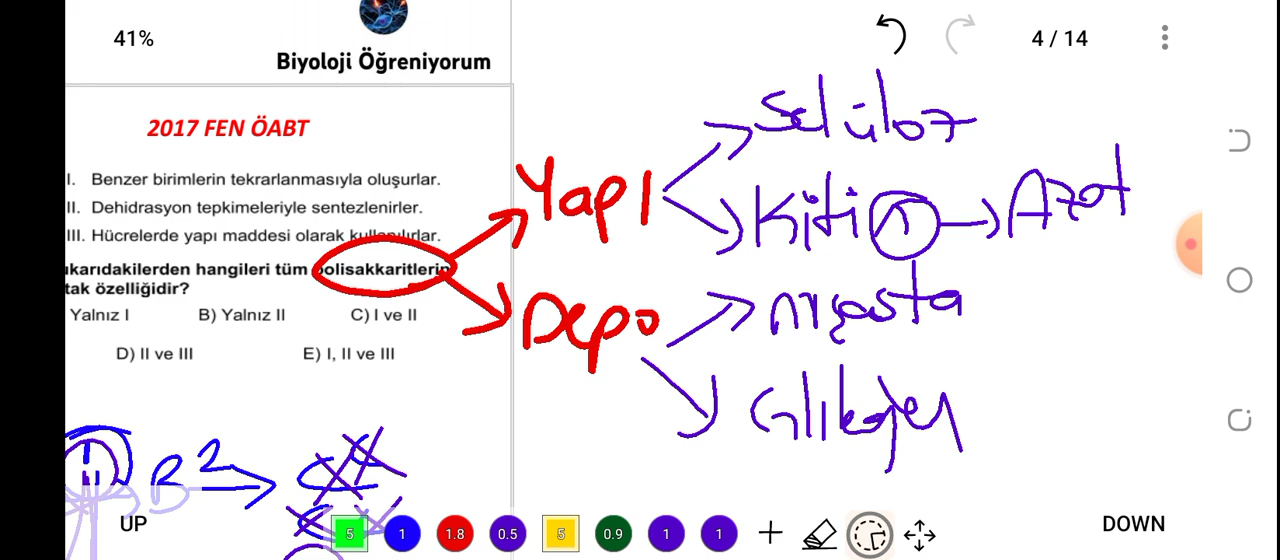 41%
4 / 14
Biyoloji Öğreniyorum
2017 FEN ÖABT
I. Benzer birimlerin tekrarlanmasıyla oluşurlar.
II. Dehidrasyon tepkimeleriyle sentezlenirler.
III. Hücrelerde yapı maddesi olarak kullanılırlar.
ukarıdakilerden hangileri tüm polisakkaritlerin
tak özelliğidir?
Yalnız I B) Yalnız II C) I ve II
D) II ve III E) I, II ve III
Yapı
Selüloz
Kitin Azot
Depo
nişasta
Glikojen
B2
UP
5 1 1.8 0.5 5 0.9 1 1
DOWN